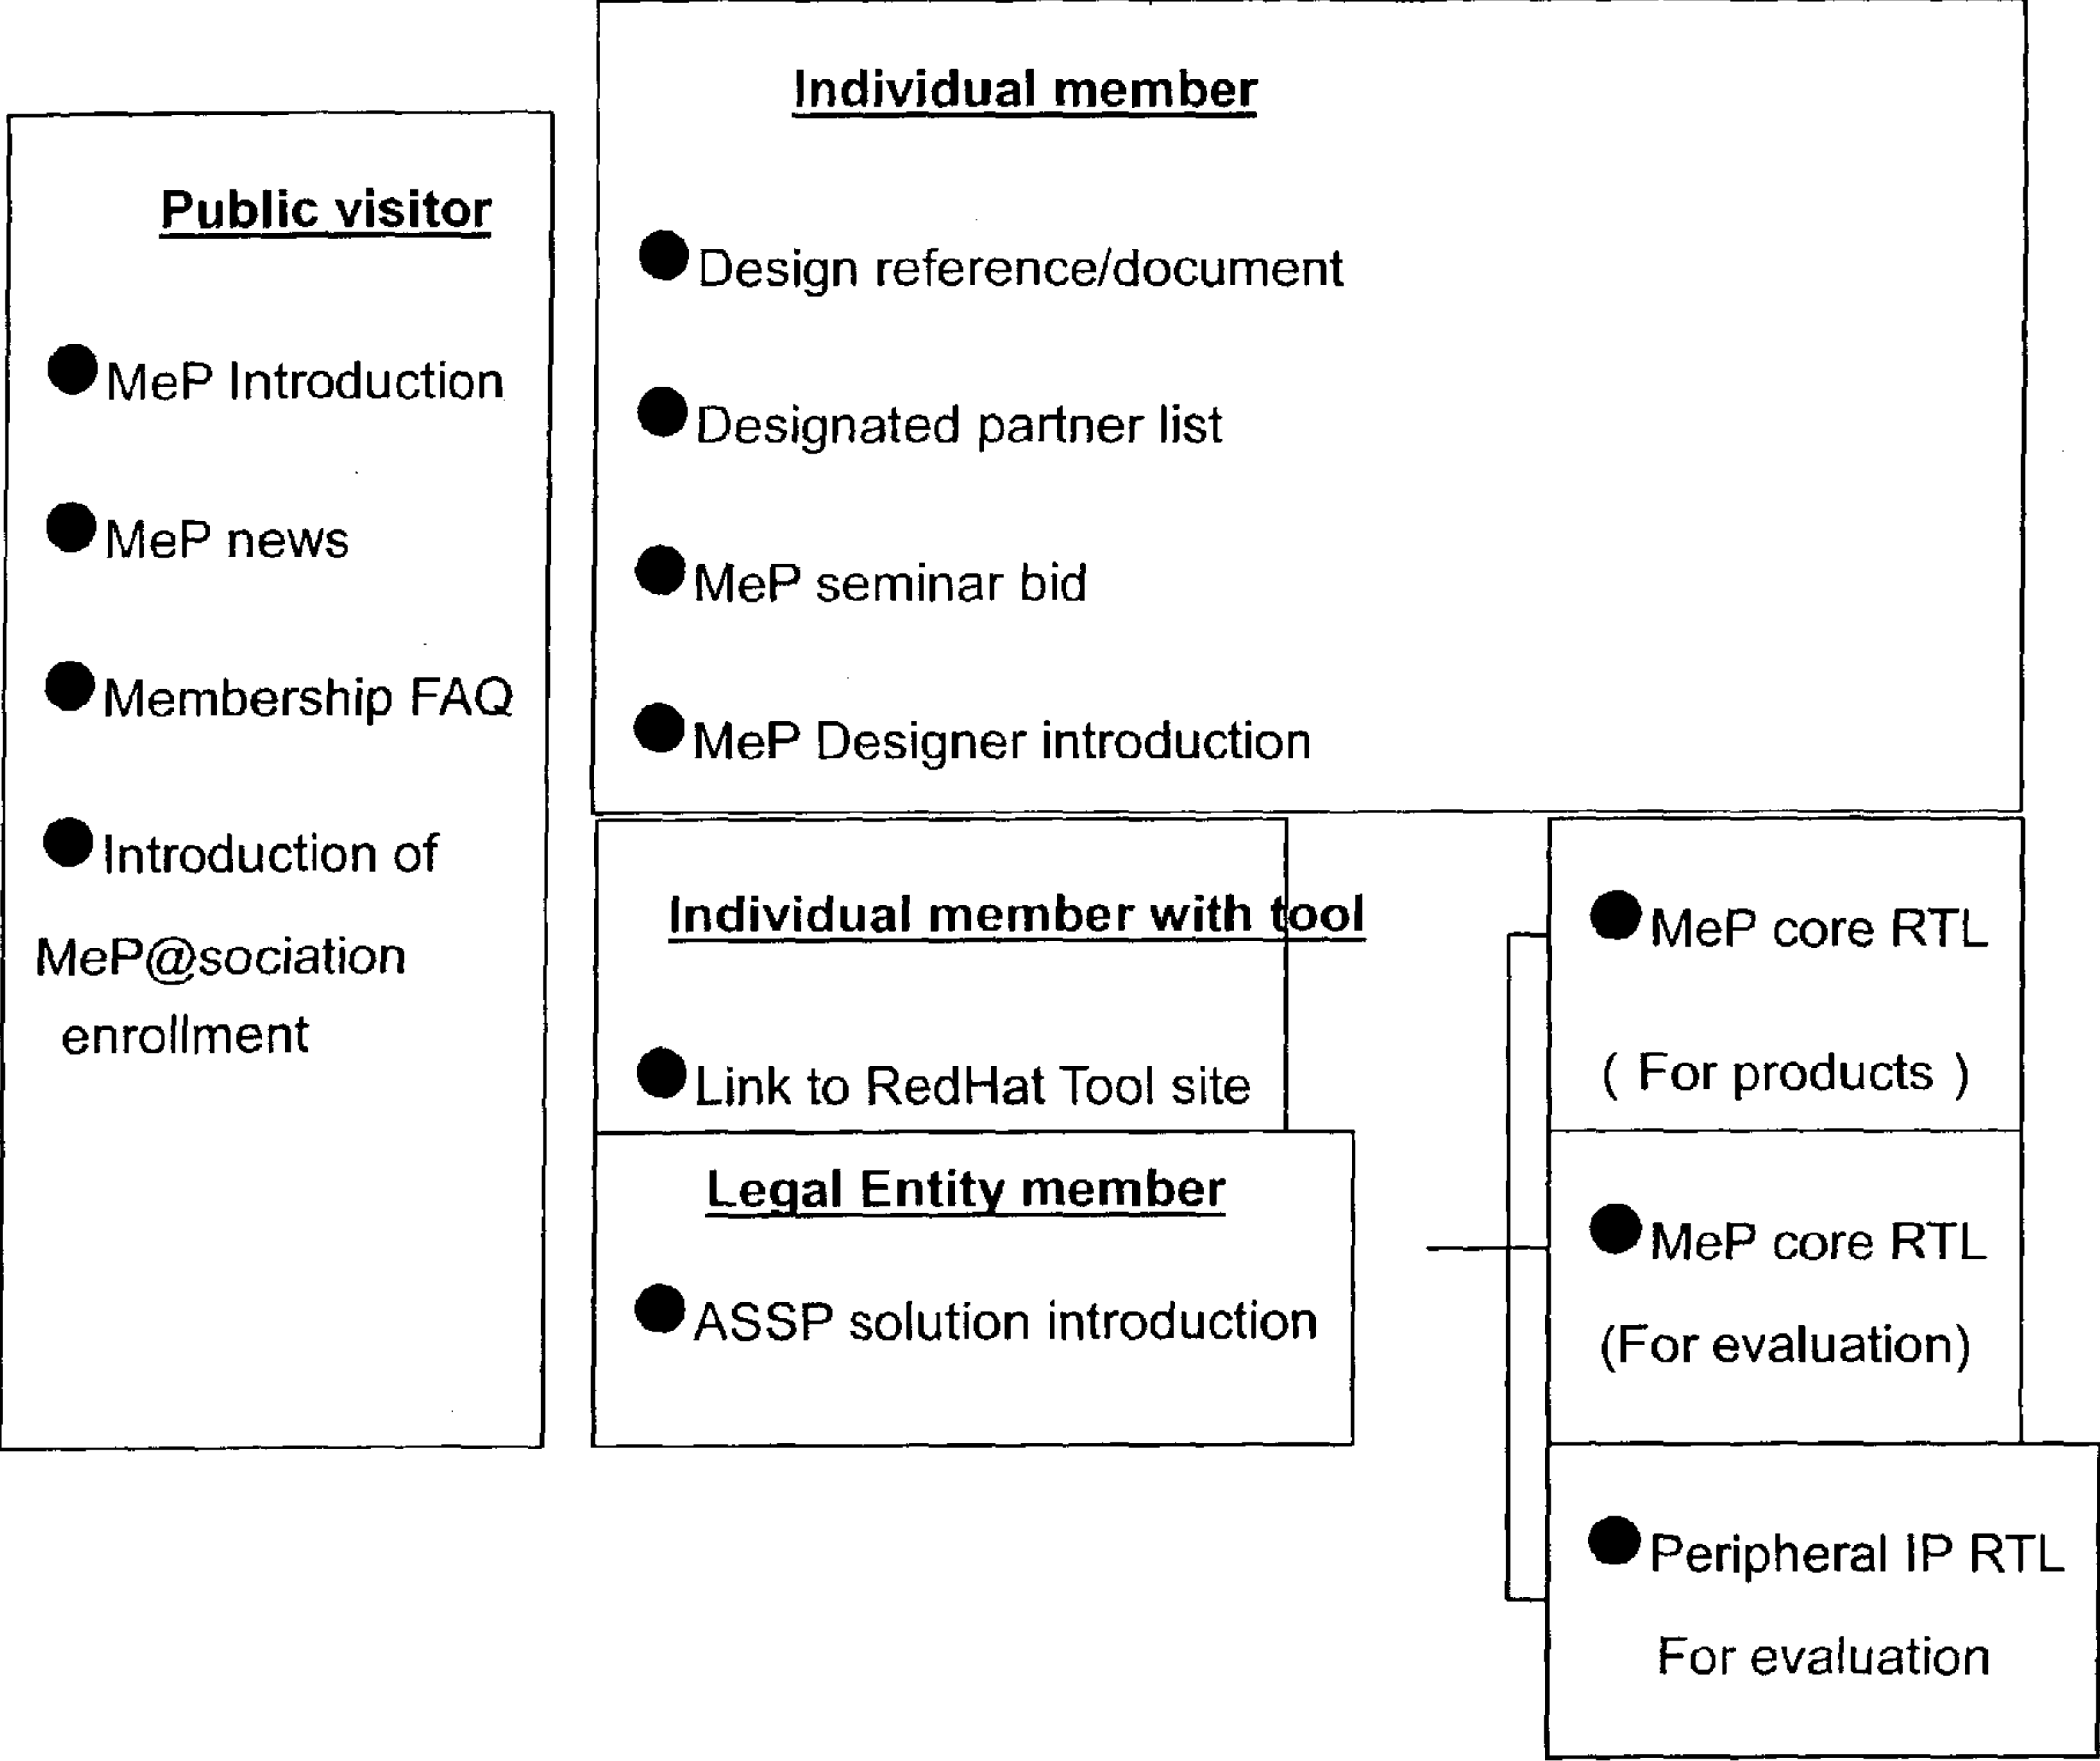 Public visitor
●MeP Introduction
●MeP news
●Membership FAQ
●Introduction of
MeP@sociation
enrollment
Individual member
●Design reference/document
●Designated partner list
●MeP seminar bid
●MeP Designer introduction
Individual member with tool
●Link to RedHat Tool site
Legal Entity member
●ASSP solution introduction
●MeP core RTL
( For products )
●MeP core RTL
(For evaluation)
●Peripheral IP RTL
For evaluation